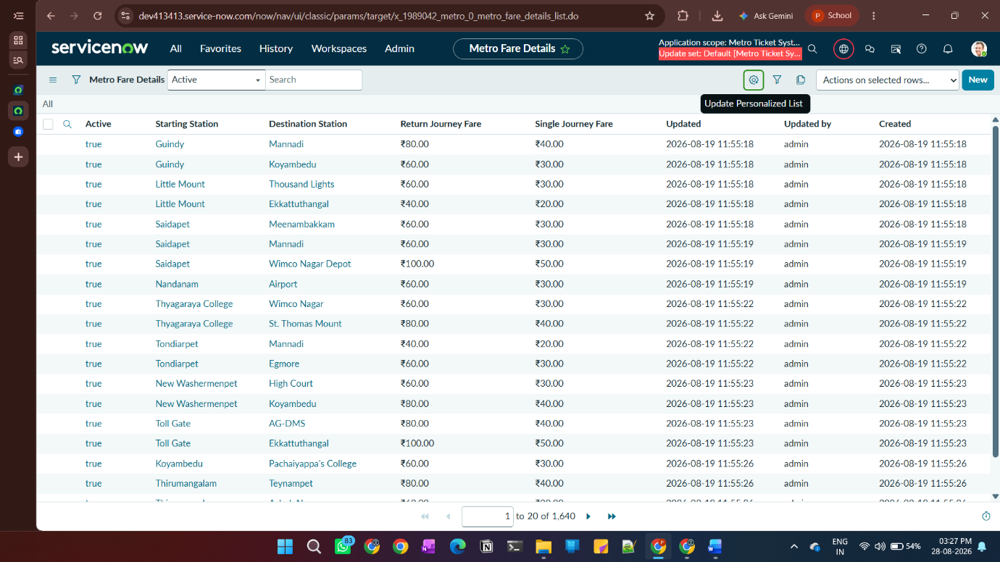 dev413413.service-now.com/now/nav/ui/classic/params/target/x_1989042_metro_0_metro_fare_details_list.do
Ask Gemini
P School
servicenow
All Favorites History Workspaces Admin
Metro Fare Details
Application scope: Metro Ticket Syst...
Update set: Default [Metro Ticket Sy...
Metro Fare Details Active Search Actions on selected rows... New
All
Update Personalized List
Active Starting Station Destination Station Return Journey Fare Single Journey Fare Updated Updated by Created
true Guindy Mannadi ₹80.00 ₹40.00 2026-08-19 11:55:18 admin 2026-08-19 11:55:18
true Guindy Koyambedu ₹60.00 ₹30.00 2026-08-19 11:55:18 admin 2026-08-19 11:55:18
true Little Mount Thousand Lights ₹60.00 ₹30.00 2026-08-19 11:55:18 admin 2026-08-19 11:55:18
true Little Mount Ekkattuthangal ₹40.00 ₹20.00 2026-08-19 11:55:18 admin 2026-08-19 11:55:18
true Saidapet Meenambakkam ₹60.00 ₹30.00 2026-08-19 11:55:18 admin 2026-08-19 11:55:18
true Saidapet Mannadi ₹60.00 ₹30.00 2026-08-19 11:55:19 admin 2026-08-19 11:55:19
true Saidapet Wimco Nagar Depot ₹100.00 ₹50.00 2026-08-19 11:55:19 admin 2026-08-19 11:55:19
true Nandanam Airport ₹60.00 ₹30.00 2026-08-19 11:55:19 admin 2026-08-19 11:55:19
true Thyagaraya College Wimco Nagar ₹60.00 ₹30.00 2026-08-19 11:55:22 admin 2026-08-19 11:55:22
true Thyagaraya College St. Thomas Mount ₹80.00 ₹40.00 2026-08-19 11:55:22 admin 2026-08-19 11:55:22
true Tondiarpet Mannadi ₹40.00 ₹20.00 2026-08-19 11:55:22 admin 2026-08-19 11:55:22
true Tondiarpet Egmore ₹60.00 ₹30.00 2026-08-19 11:55:22 admin 2026-08-19 11:55:22
true New Washermenpet High Court ₹60.00 ₹30.00 2026-08-19 11:55:23 admin 2026-08-19 11:55:23
true New Washermenpet Koyambedu ₹80.00 ₹40.00 2026-08-19 11:55:23 admin 2026-08-19 11:55:23
true Toll Gate AG-DMS ₹80.00 ₹40.00 2026-08-19 11:55:23 admin 2026-08-19 11:55:23
true Toll Gate Ekkattuthangal ₹100.00 ₹50.00 2026-08-19 11:55:23 admin 2026-08-19 11:55:23
true Koyambedu Pachaiyappa's College ₹60.00 ₹30.00 2026-08-19 11:55:26 admin 2026-08-19 11:55:26
true Thirumangalam Teynampet ₹80.00 ₹40.00 2026-08-19 11:55:26 admin 2026-08-19 11:55:26
1 to 20 of 1,640
83
ENG
IN
54%
03:27 PM
28-08-2026